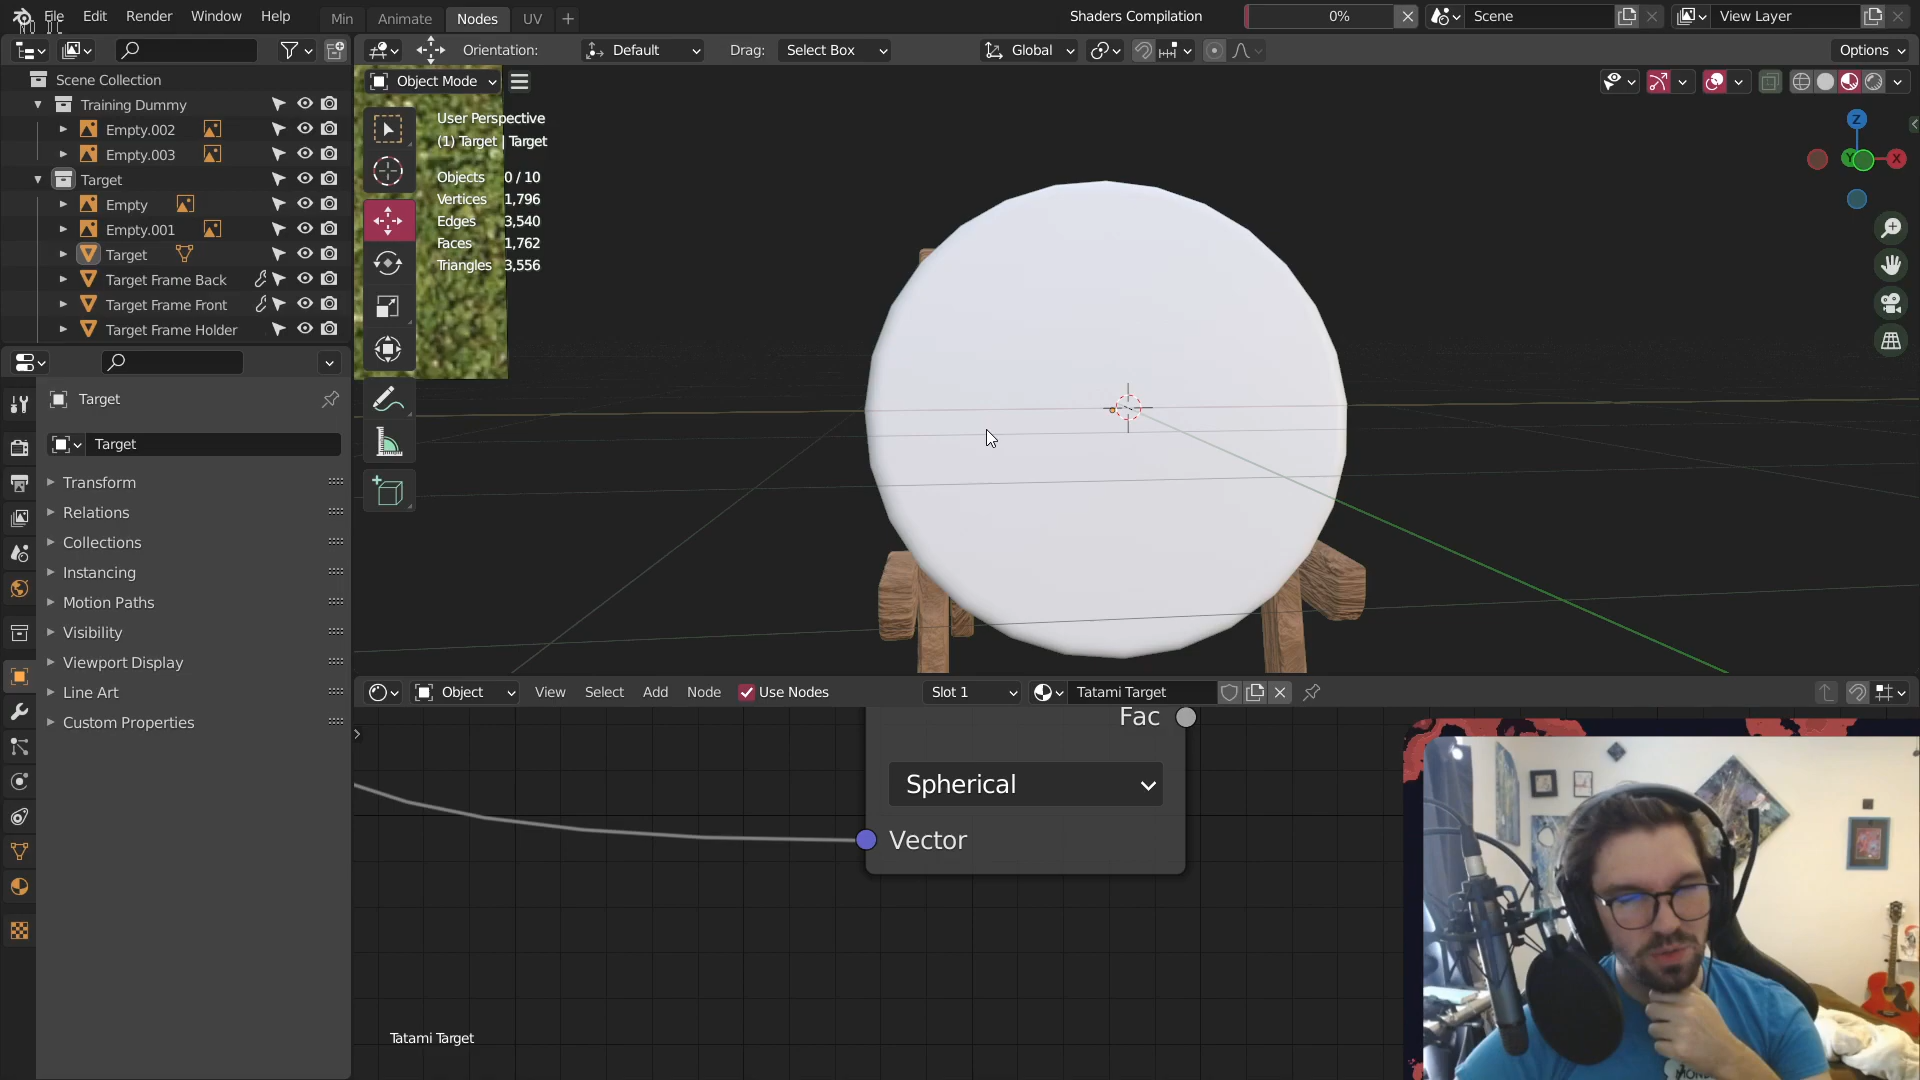 File Edit Render Window Help Min Animate Nodes UV + Shaders Compilation 0% Scene View Layer
Orientation: Default Drag: Select Box Global Options
Scene Collection
Training Dummy
Empty.002
Empty.003
Target
Empty
Empty.001
Target
Target Frame Back
Target Frame Front
Target Frame Holder
Target
Target
Transform
Relations
Collections
Instancing
Motion Paths
Visibility
Viewport Display
Line Art
Custom Properties
Object Mode
User Perspective
(1) Target | Target
Objects 0 / 10
Vertices 1,796
Edges 3,540
Faces 1,762
Triangles 3,556
Z
X
Y
Object View Select Add Node Use Nodes Slot 1 Tatami Target
Fac
Spherical
Vector
Tatami Target